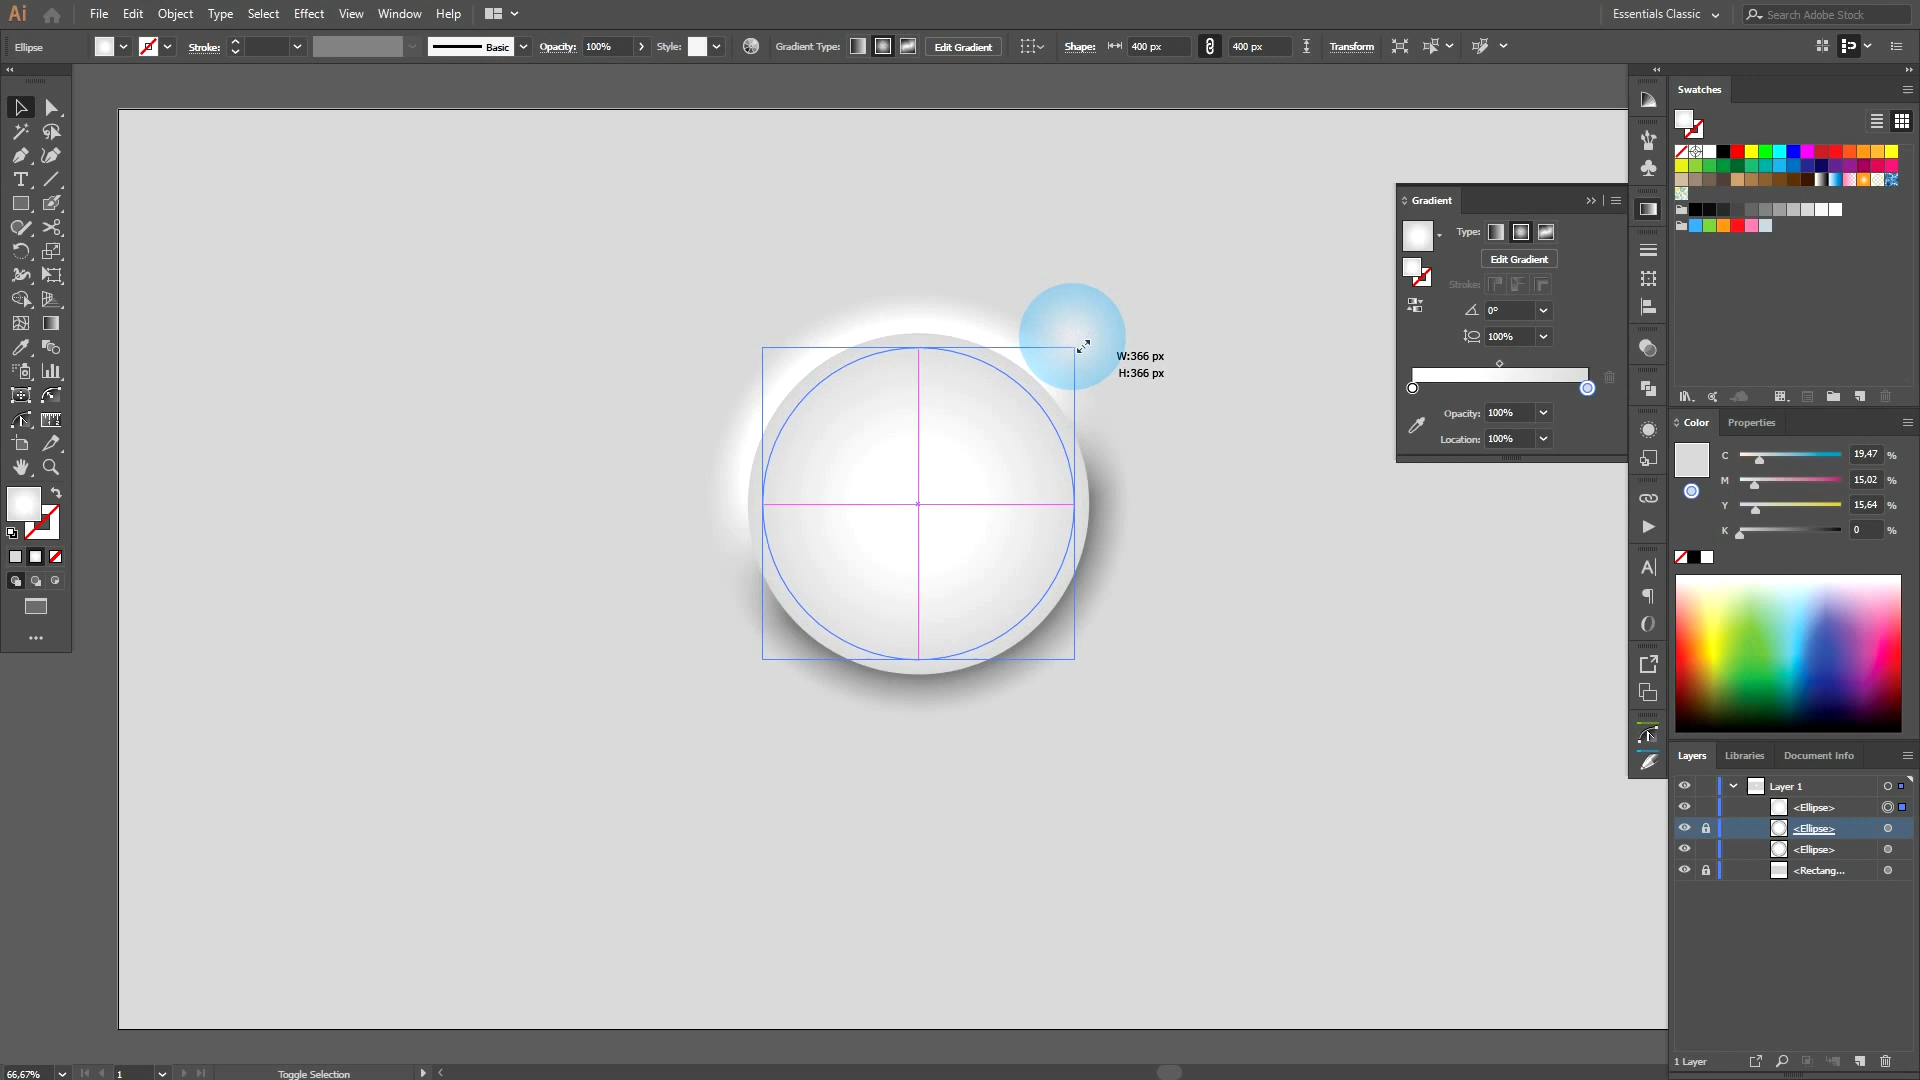 Ai File Edit Object Type Select Effect View Window Help Essentials Classic Search Adobe Stock
Ellipse Stroke: Basic Opacity: 100% Style: Gradient Type: Edit Gradient Shape: 400 px 400 px Transform
Swatches
Gradient
Type:
Edit Gradient
Stroke:
0°
100%
Opacity: 100%
Location: 100%
W:366 px
H:366 px
Color Properties
C 19,47 %
M 15,02 %
Y 15,64 %
K 0 %
Layers Libraries Document Info
Layer 1
<Ellipse>
<Ellipse>
<Ellipse>
<Rectang...
1 Layer
66,67% 1 Toggle Selection